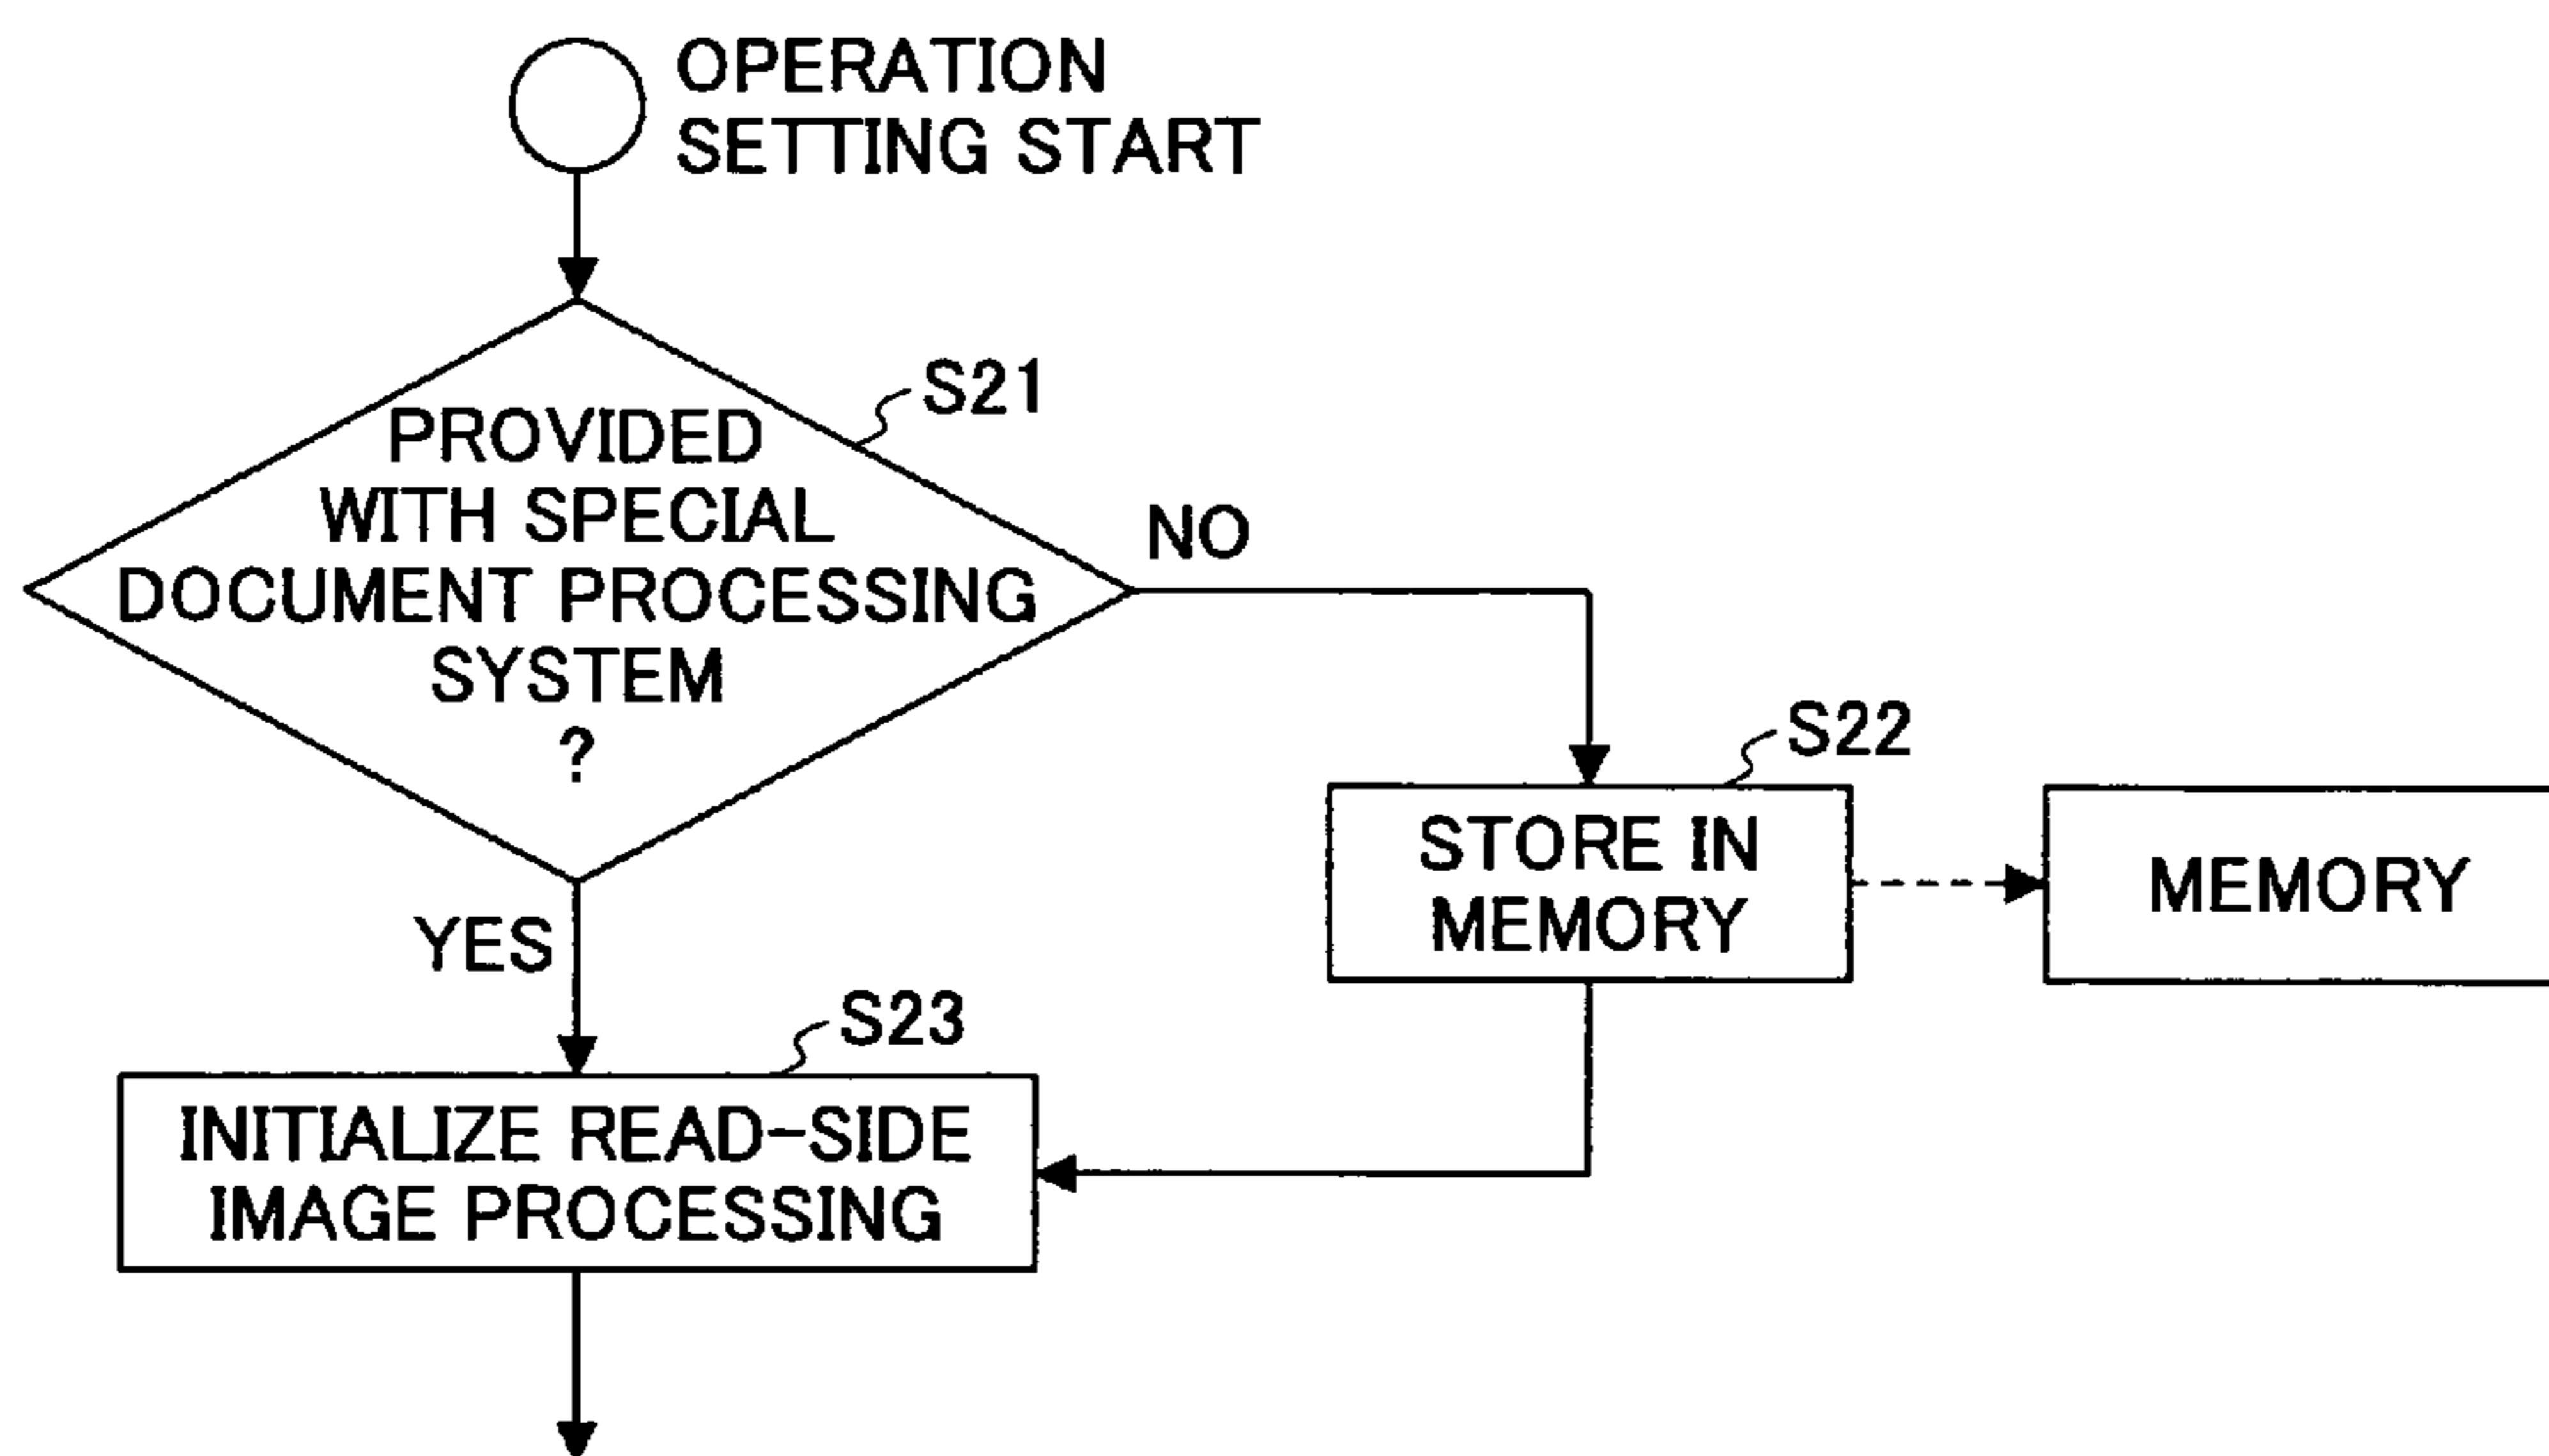 OPERATION
SETTING START
S21
PROVIDED
WITH SPECIAL
DOCUMENT PROCESSING
SYSTEM
?
NO
YES
S22
STORE IN
MEMORY
MEMORY
S23
INITIALIZE READ-SIDE
IMAGE PROCESSING